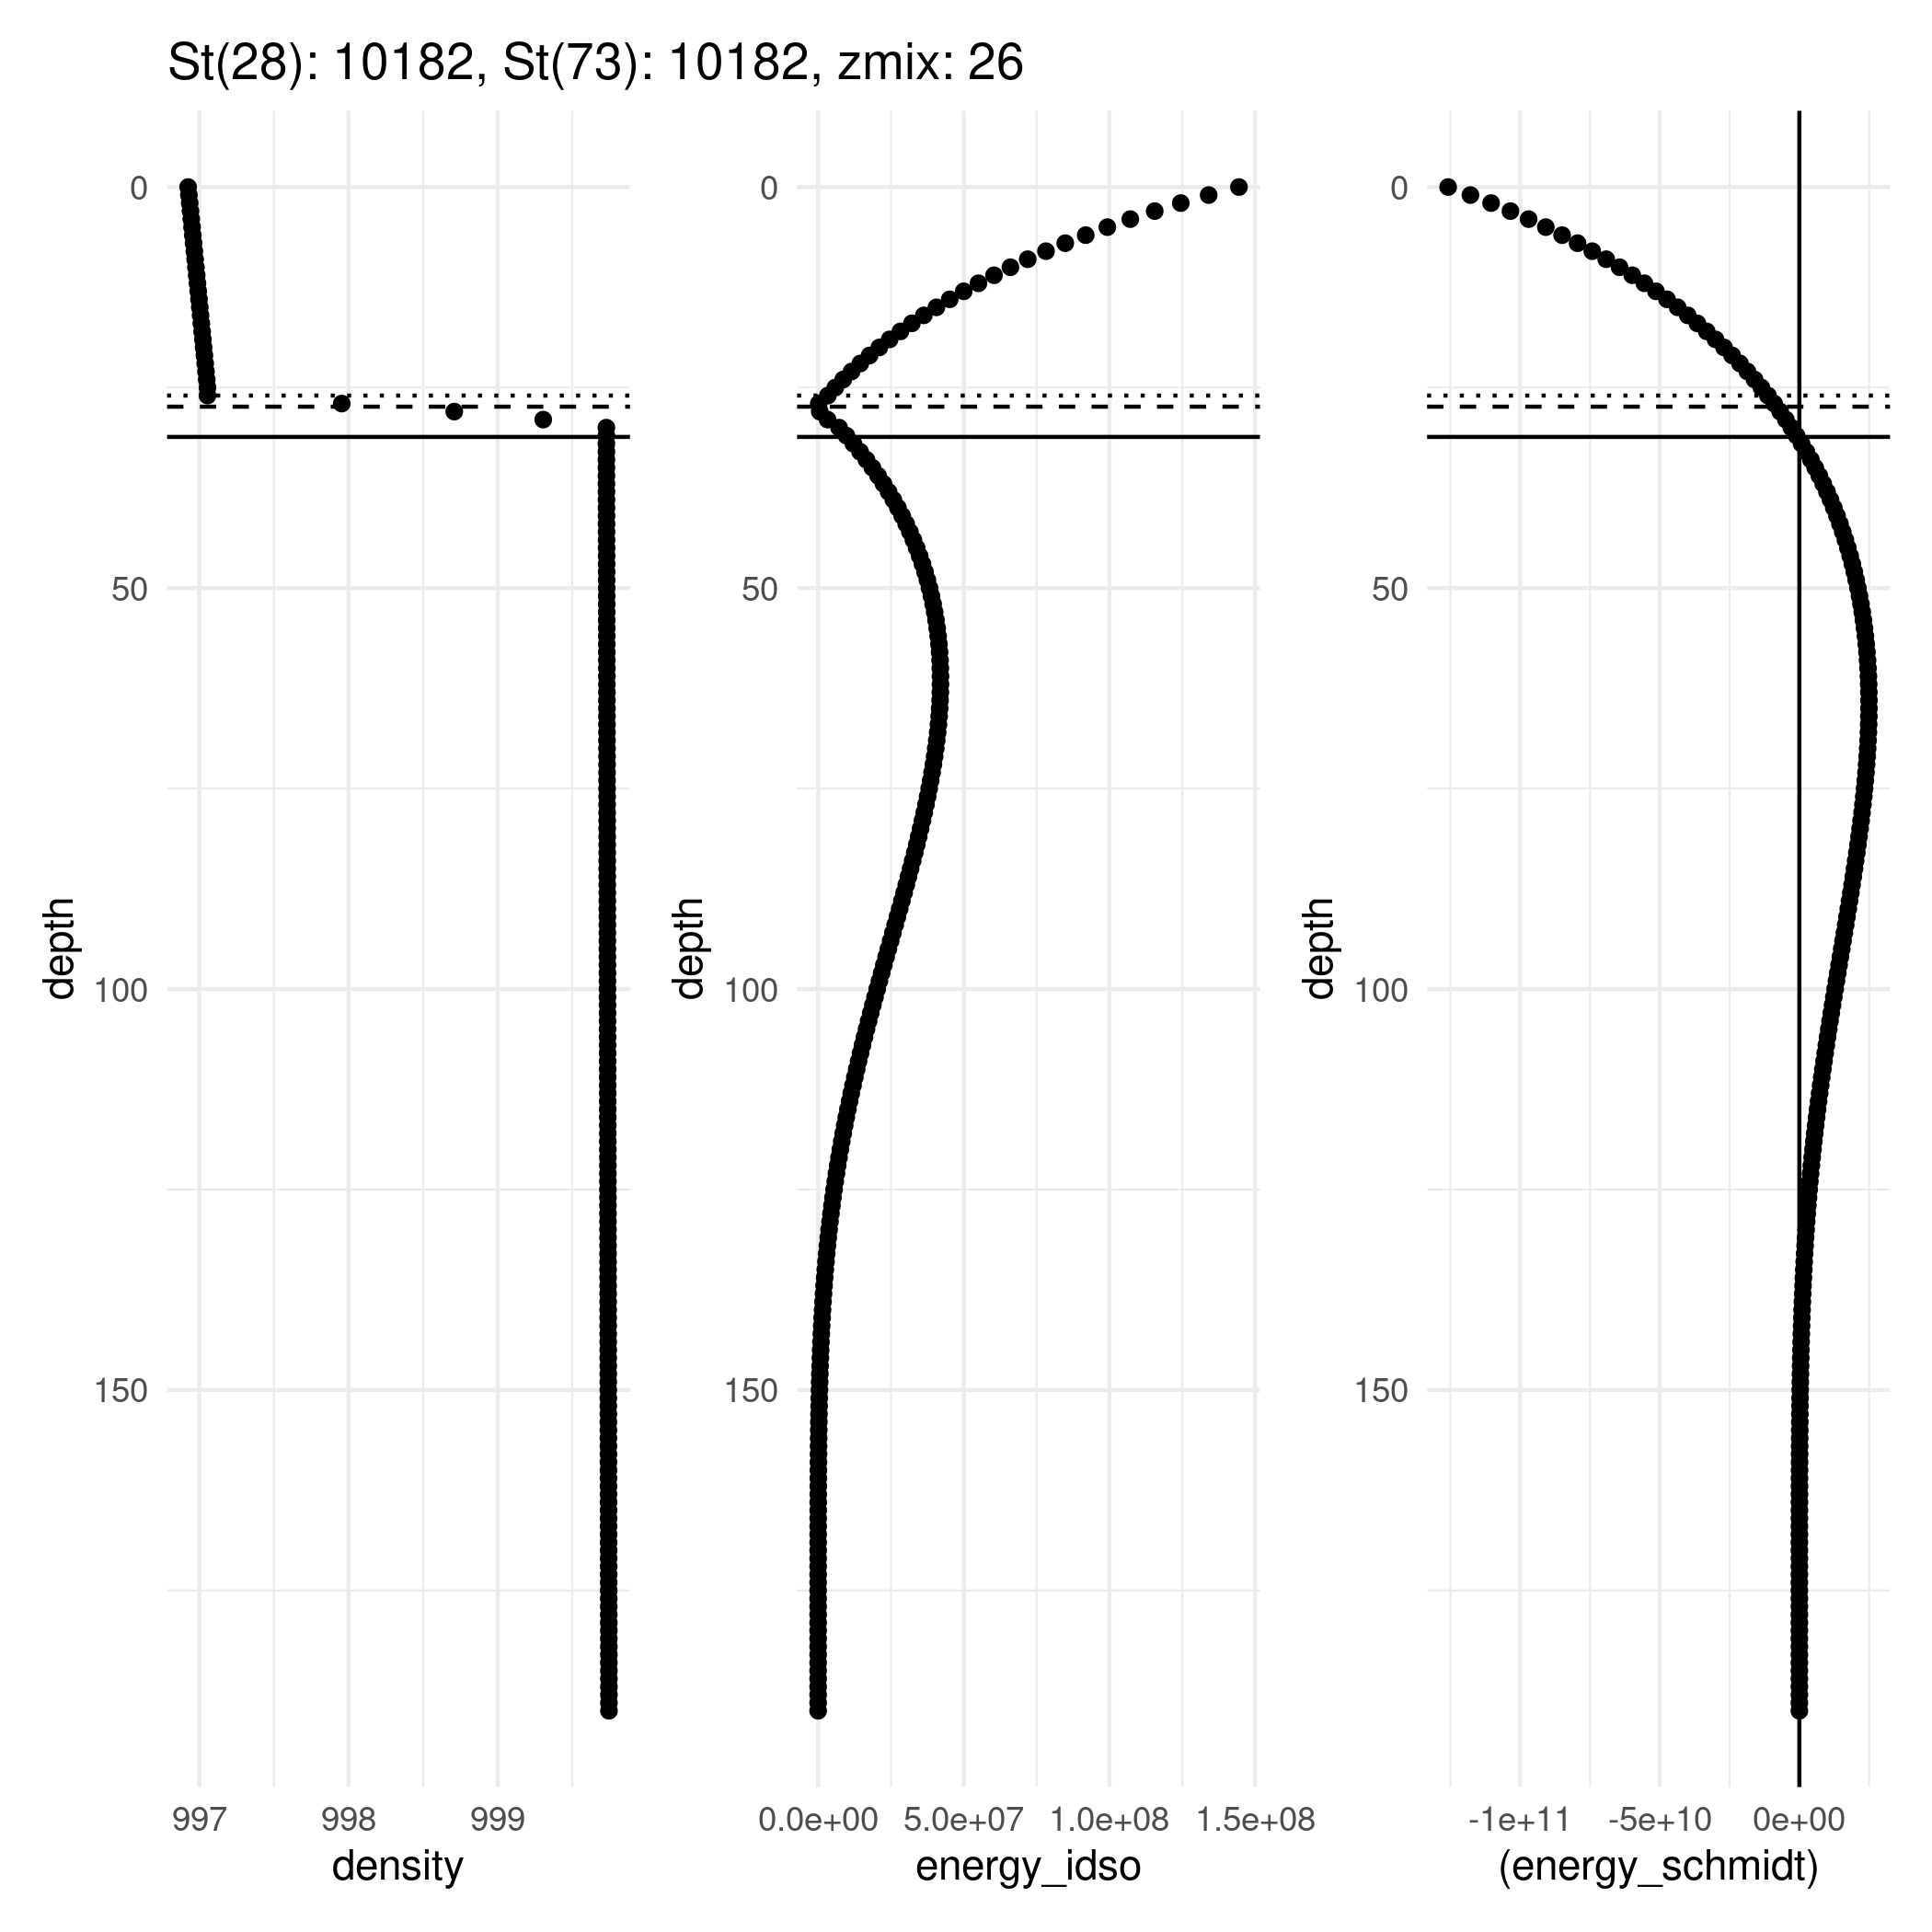 St(28): 10182, St(73): 10182, zmix: 26
0
50
100
150
depth
997 998 999
density
0
50
100
150
depth
0.0e+00 5.0e+07 1.0e+08 1.5e+08
energy_idso
0
50
100
150
depth
-1e+11 -5e+10 0e+00
(energy_schmidt)